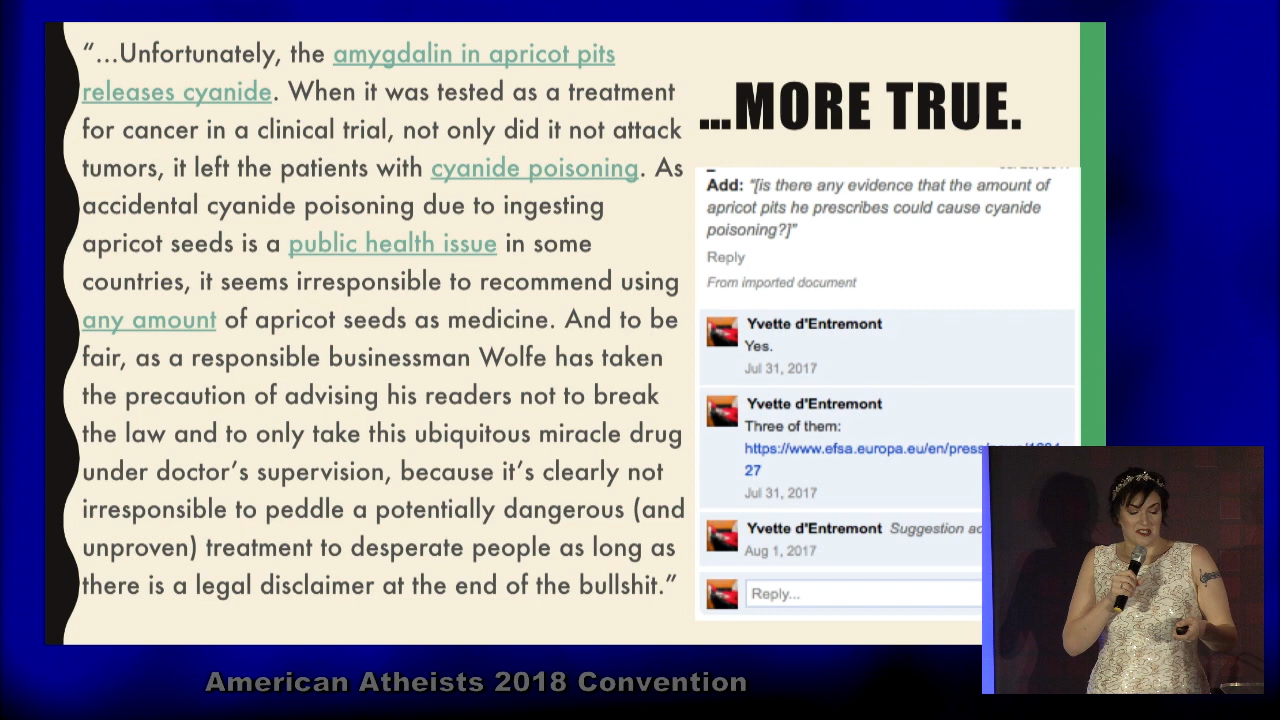 “...Unfortunately, the amygdalin in apricot pits
releases cyanide. When it was tested as a treatment
for cancer in a clinical trial, not only did it not attack
tumors, it left the patients with cyanide poisoning. As
accidental cyanide poisoning due to ingesting
apricot seeds is a public health issue in some
countries, it seems irresponsible to recommend using
any amount of apricot seeds as medicine. And to be
fair, as a responsible businessman Wolfe has taken
the precaution of advising his readers not to break
the law and to only take this ubiquitous miracle drug
under doctor’s supervision, because it’s clearly not
irresponsible to peddle a potentially dangerous (and
unproven) treatment to desperate people as long as
there is a legal disclaimer at the end of the bullshit.”
...MORE TRUE.
Add: “[is there any evidence that the amount of
apricot pits he prescribes could cause cyanide
poisoning?]”
Reply
From imported document
Yvette d'Entremont
Yes.
Jul 31, 2017
Yvette d'Entremont
Three of them:
https://www.efsa.europa.eu/en/press
27
Jul 31, 2017
Yvette d'Entremont Suggestion
Aug 1, 2017
Reply...
American Atheists 2018 Convention